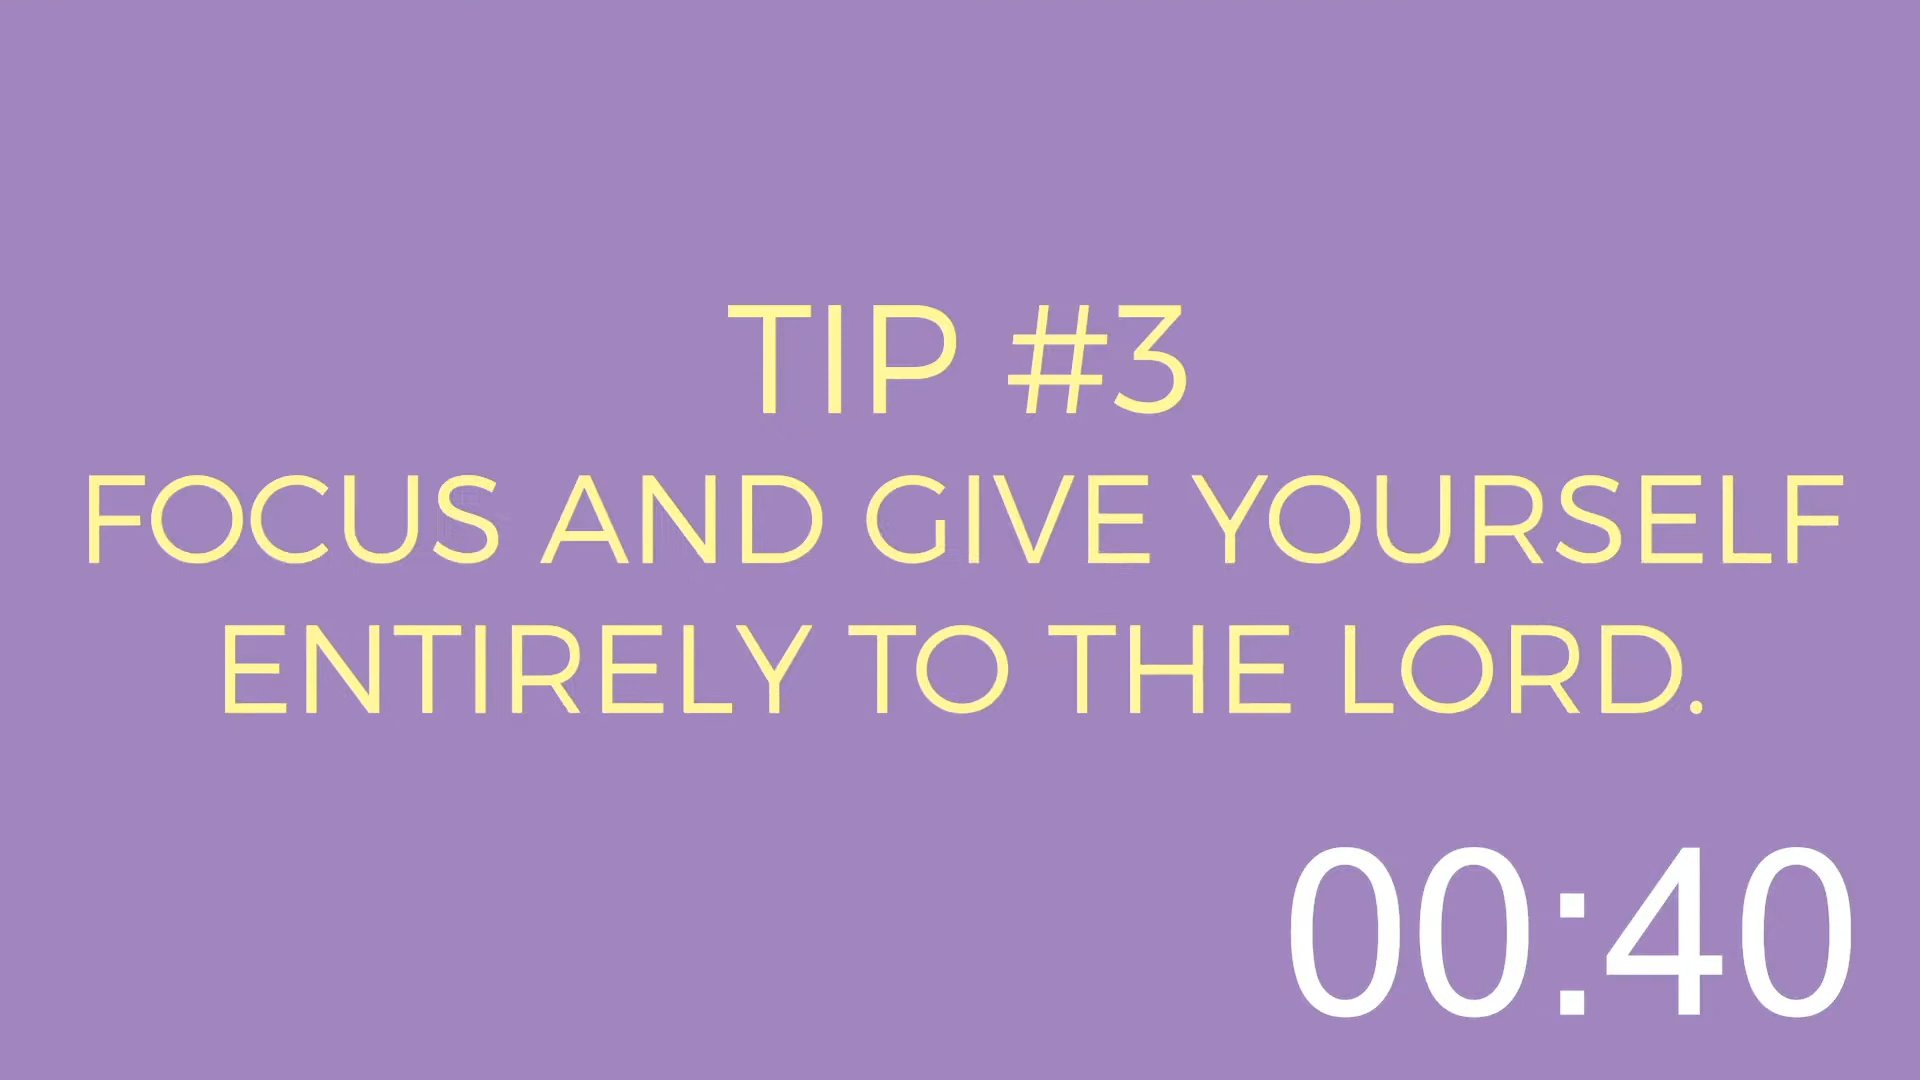 TIP #3
FOCUS AND GIVE YOURSELF
ENTIRELY TO THE LORD.
00:40